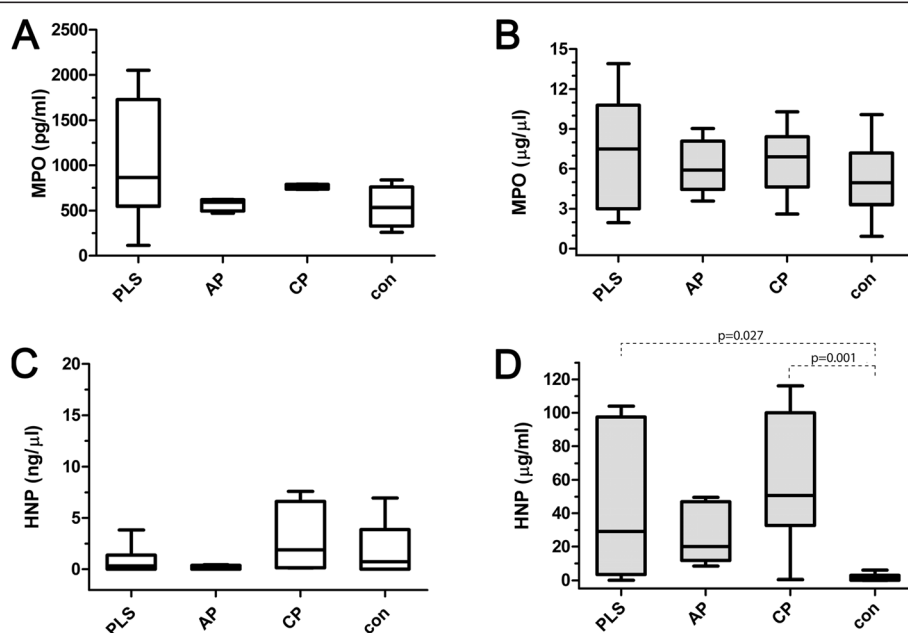 A
MPO (pg/ml)
2500
2000
1500
1000
500
0
PLS
AP
CP
con
B
MPO (µg/µl)
15
12
9
6
3
0
PLS
AP
CP
con
C
HNP (ng/µl)
20
15
10
5
0
PLS
AP
CP
con
D
p=0.027
p=0.001
HNP (µg/ml)
120
100
80
60
40
20
0
PLS
AP
CP
con